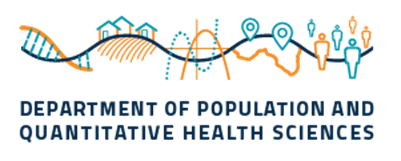 DEPARTMENT OF POPULATION AND
QUANTITATIVE HEALTH SCIENCES